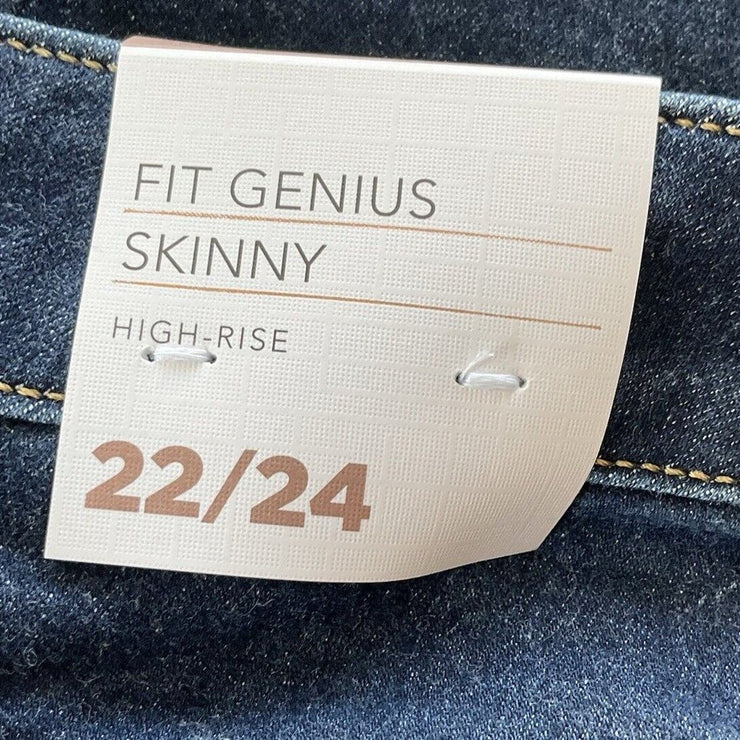 FIT GENIUS
SKINNY
HIGH-RISE
22/24